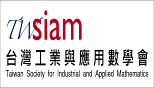 TWsiam
台灣工業與應用數學會
Taiwan Society for Industrial and Applied Mathematics